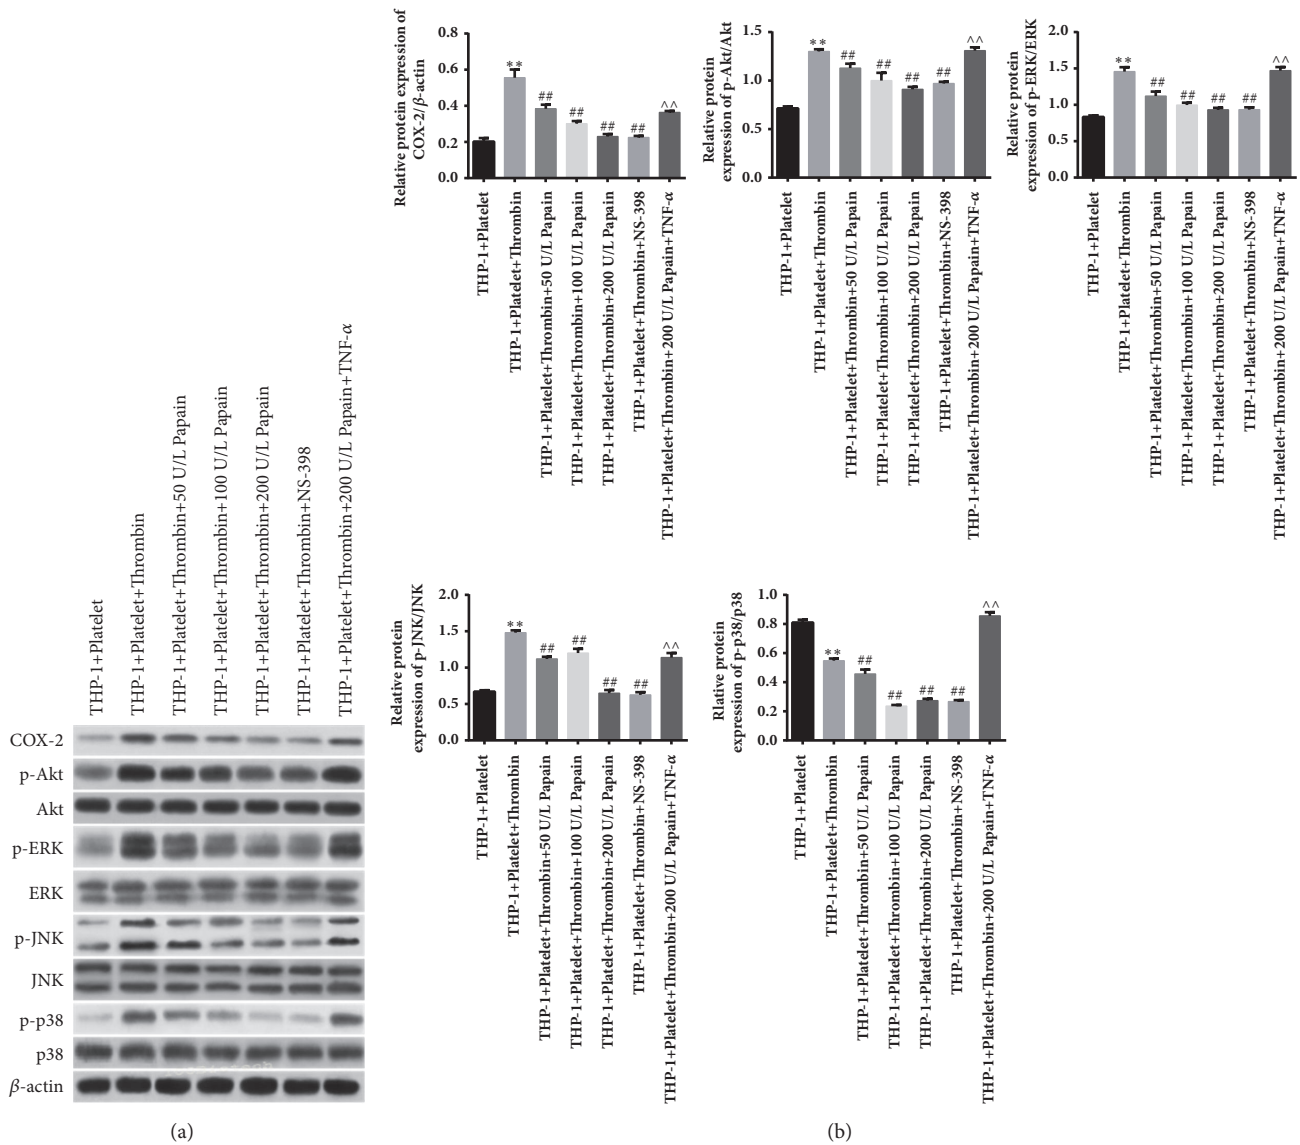 THP-1+Platelet
THP-1+Platelet+Thrombin
THP-1+Platelet+Thrombin+50 U/L Papain
THP-1+Platelet+Thrombin+100 U/L Papain
THP-1+Platelet+Thrombin+200 U/L Papain
THP-1+Platelet+Thrombin+NS-398
THP-1+Platelet+Thrombin+200 U/L Papain+TNF-α
COX-2
p-Akt
Akt
p-ERK
ERK
p-JNK
JNK
p-p38
p38
β-actin
(a)
Relative protein expression of
COX-2/β-actin
0.8
0.6
0.4
0.2
0.0
**
##
##
##
##
^^
THP-1+Platelet
THP-1+Platelet+Thrombin
THP-1+Platelet+Thrombin+50 U/L Papain
THP-1+Platelet+Thrombin+100 U/L Papain
THP-1+Platelet+Thrombin+200 U/L Papain
THP-1+Platelet+Thrombin+NS-398
THP-1+Platelet+Thrombin+200 U/L Papain+TNF-α
Relative protein
expression of p-Akt/Akt
1.5
1.0
0.5
0.0
**
##
##
##
##
^^
THP-1+Platelet
THP-1+Platelet+Thrombin
THP-1+Platelet+Thrombin+50 U/L Papain
THP-1+Platelet+Thrombin+100 U/L Papain
THP-1+Platelet+Thrombin+200 U/L Papain
THP-1+Platelet+Thrombin+NS-398
THP-1+Platelet+Thrombin+200 U/L Papain+TNF-α
Relative protein
expression of p-ERK/ERK
2.0
1.5
1.0
0.5
0.0
**
##
##
##
##
^^
THP-1+Platelet
THP-1+Platelet+Thrombin
THP-1+Platelet+Thrombin+50 U/L Papain
THP-1+Platelet+Thrombin+100 U/L Papain
THP-1+Platelet+Thrombin+200 U/L Papain
THP-1+Platelet+Thrombin+NS-398
THP-1+Platelet+Thrombin+200 U/L Papain+TNF-α
Relative protein
expression of p-JNK/JNK
2.0
1.5
1.0
0.5
0.0
**
##
##
##
##
^^
THP-1+Platelet
THP-1+Platelet+Thrombin
THP-1+Platelet+Thrombin+50 U/L Papain
THP-1+Platelet+Thrombin+100 U/L Papain
THP-1+Platelet+Thrombin+200 U/L Papain
THP-1+Platelet+Thrombin+NS-398
THP-1+Platelet+Thrombin+200 U/L Papain+TNF-α
Rlative protein
expression of p-p38/p38
1.0
0.8
0.6
0.4
0.2
0.0
**
##
##
##
##
^^
THP-1+Platelet
THP-1+Platelet+Thrombin
THP-1+Platelet+Thrombin+50 U/L Papain
THP-1+Platelet+Thrombin+100 U/L Papain
THP-1+Platelet+Thrombin+200 U/L Papain
THP-1+Platelet+Thrombin+NS-398
THP-1+Platelet+Thrombin+200 U/L Papain+TNF-α
(b)